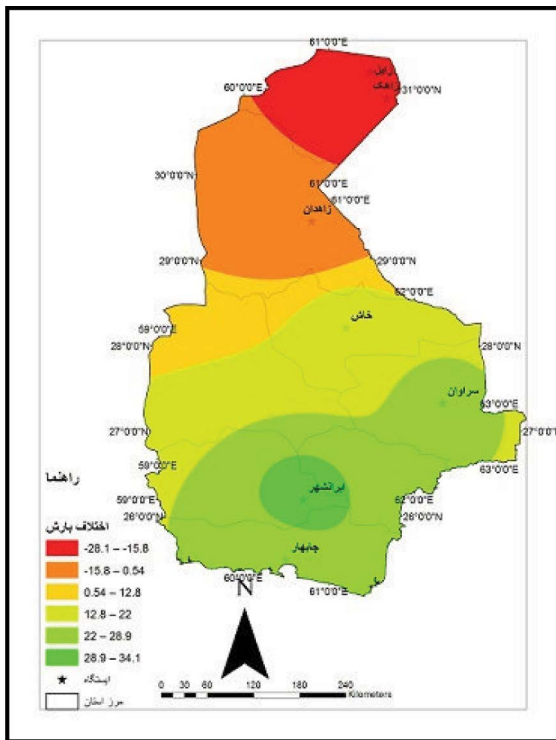 61°0'0"E
زابل
زاهک
60°0'0"E
31°0'0"N
30°0'0"N
61°0'0"E
61°0'0"E
زاهدان
29°0'0"N
29°0'0"N
62°0'0"E
خاش
59°0'0"E
28°0'0"N
28°0'0"N
سراوان
63°0'0"E
27°0'0"N
27°0'0"N
59°0'0"E
63°0'0"E
راهنما
ایرانشهر
59°0'0"E
62°0'0"E
26°0'0"N
26°0'0"N
اختلاف بارش
-28.1 – -15.8
چابهار
-15.8 – 0.54
60°0'0"E
61°0'0"E
0.54 – 12.8
N
12.8 – 22
22 – 28.9
28.9 – 34.1
ایستگاه
مرز استان
0 30 60 120 180 240
Kilometers